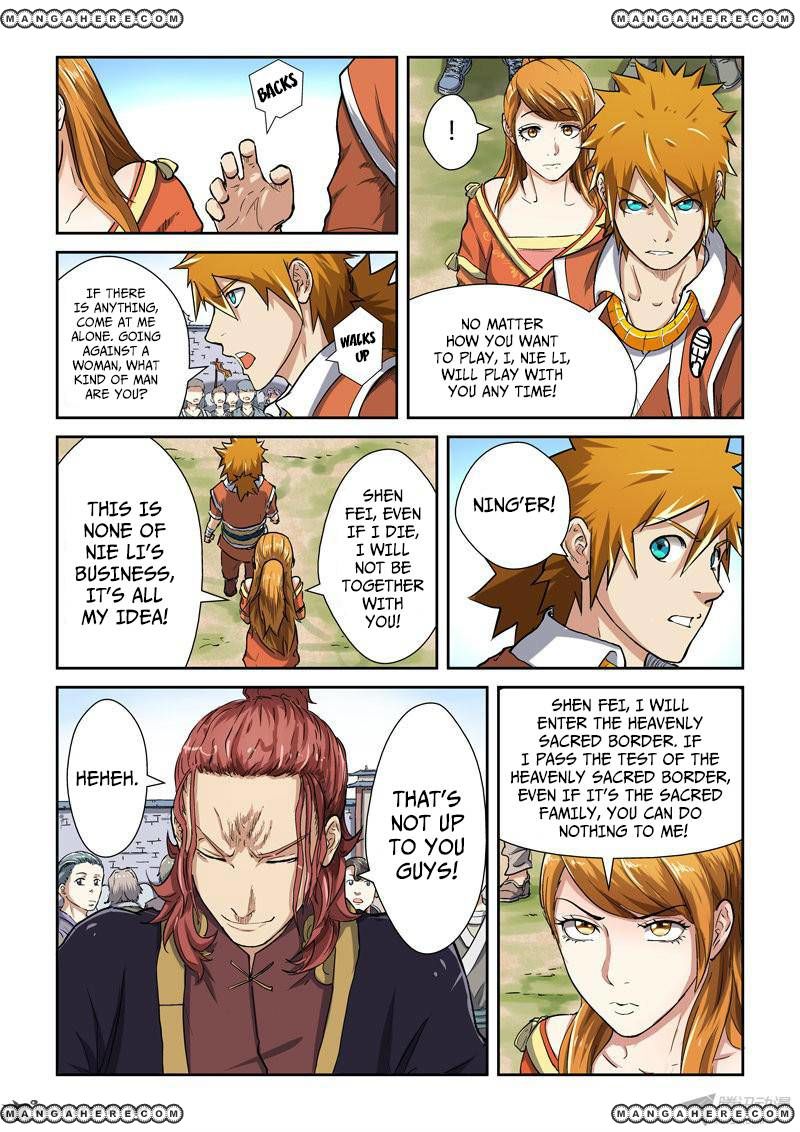 MANGAHERE.COM
MANGAHERE.COM
BACKS
!
NO MATTER
HOW YOU WANT
TO PLAY, I, NIE LI,
WILL PLAY WITH
YOU ANY TIME!
IF THERE
IS ANYTHING,
COME AT ME
ALONE. GOING
AGAINST A
WOMAN, WHAT
KIND OF MAN
ARE YOU?
WALKS
UP
SHEN
FEI, EVEN
IF I DIE,
I WILL
NOT BE
TOGETHER
WITH
YOU!
THIS IS
NONE OF
NIE LI'S
BUSINESS,
IT'S ALL
MY IDEA!
NING'ER!
HEHEH.
THAT'S
NOT UP
TO YOU
GUYS!
SHEN FEI, I WILL
ENTER THE HEAVENLY
SACRED BORDER. IF
I PASS THE TEST OF THE
HEAVENLY SACRED BORDER,
EVEN IF IT'S THE SACRED
FAMILY, YOU CAN DO
NOTHING TO ME!
腾讯动漫
MANGAHERE.COM
MANGAHERE.COM